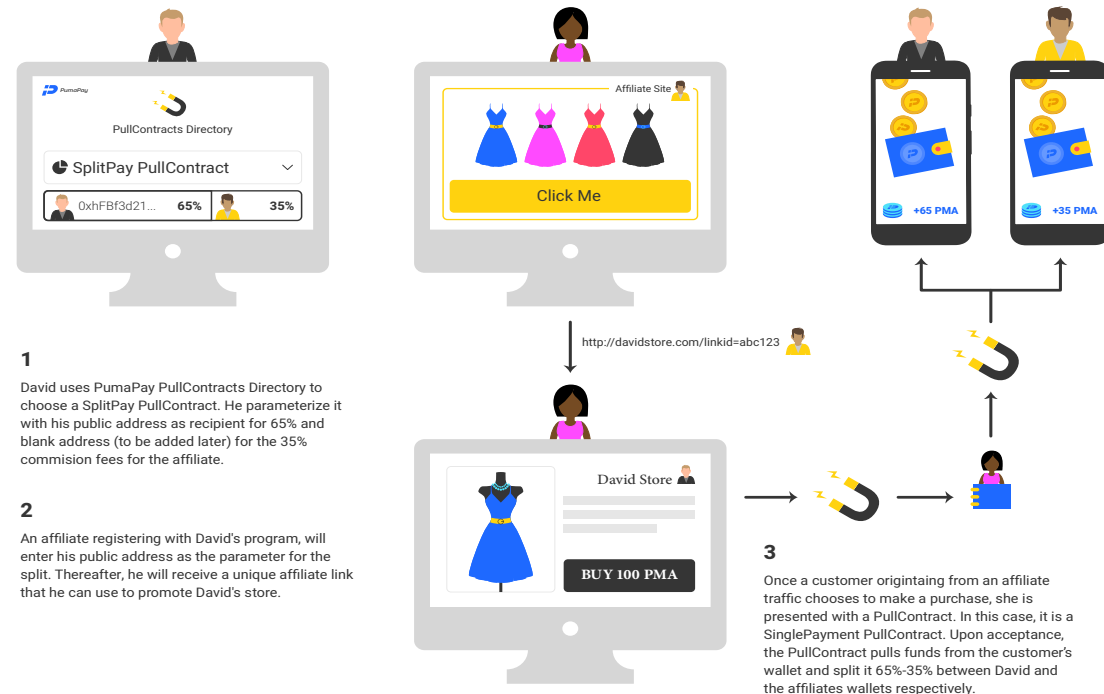 PumaPay
PullContracts Directory
SplitPay PullContract
0xhFBf3d21... 65% 35%
Affiliate Site
Click Me
+65 PMA
+35 PMA
http://davidstore.com/linkid=abc123
David Store
BUY 100 PMA
1
David uses PumaPay PullContracts Directory to
choose a SplitPay PullContract. He parameterize it
with his public address as recipient for 65% and
blank address (to be added later) for the 35%
commision fees for the affiliate.
2
An affiliate registering with David's program, will
enter his public address as the parameter for the
split. Thereafter, he will receive a unique affiliate link
that he can use to promote David's store.
3
Once a customer origintaing from an affiliate
traffic chooses to make a purchase, she is
presented with a PullContract. In this case, it is a
SinglePayment PullContract. Upon acceptance,
the PullContract pulls funds from the customer's
wallet and split it 65%-35% between David and
the affiliates wallets respectively.